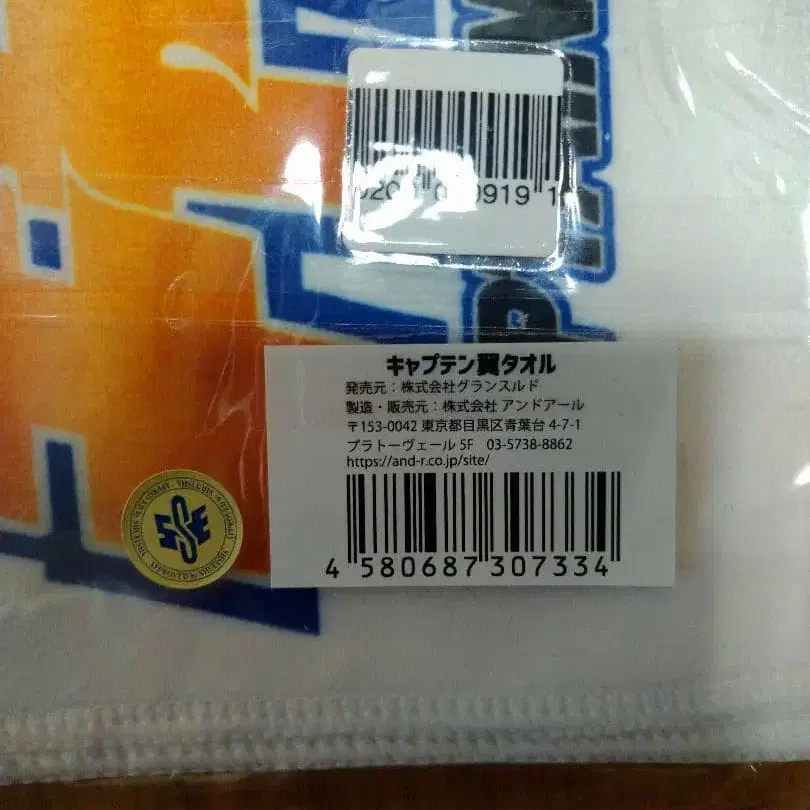 0919 1
キャプテン翼タオル
発売元：株式会社グランスルド
製造・販売元：株式会社 アンドアール
〒153-0042 東京都目黒区青葉台 4-7-1
プラトーヴェール 5F 03-5738-8862
https://and-r.co.jp/site/
4 580687 307334